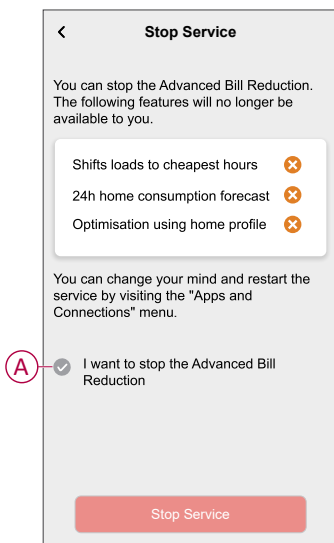 Stop Service
You can stop the Advanced Bill Reduction.
The following features will no longer be
available to you.
Shifts loads to cheapest hours
24h home consumption forecast
Optimisation using home profile
You can change your mind and restart the
service by visiting the "Apps and
Connections" menu.
A
I want to stop the Advanced Bill
Reduction
Stop Service